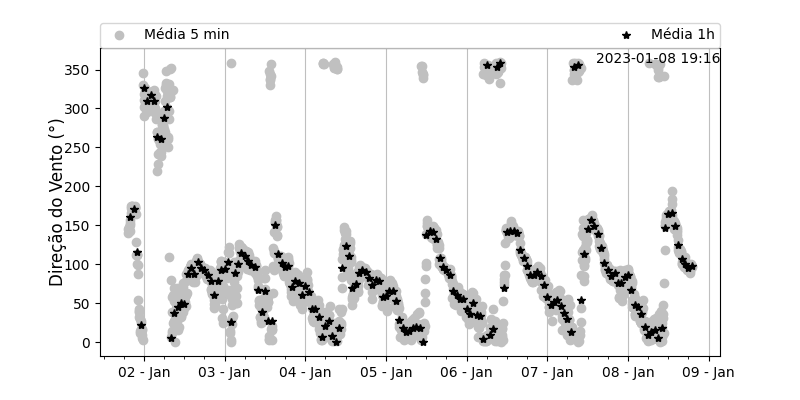 Média 5 min
Média 1h
2023-01-08 19:16
Direção do Vento (°)
350
300
250
200
150
100
50
0
02 - Jan
03 - Jan
04 - Jan
05 - Jan
06 - Jan
07 - Jan
08 - Jan
09 - Jan